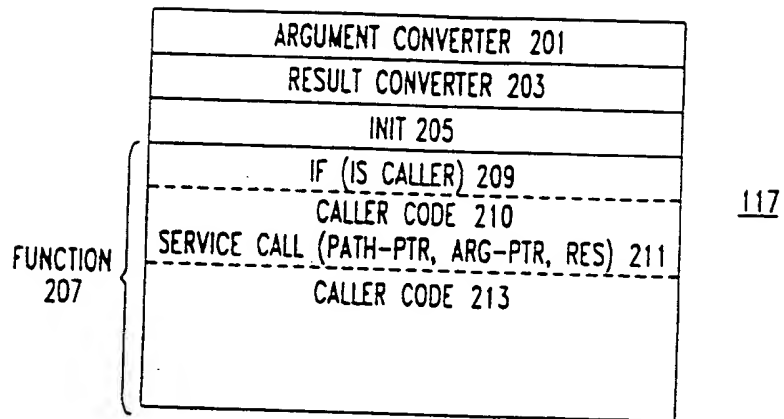 ARGUMENT CONVERTER 201
RESULT CONVERTER 203
INIT 205
IF (IS CALLER) 209
CALLER CODE 210
SERVICE CALL (PATH-PTR, ARG-PTR, RES) 211
CALLER CODE 213
FUNCTION
207
117